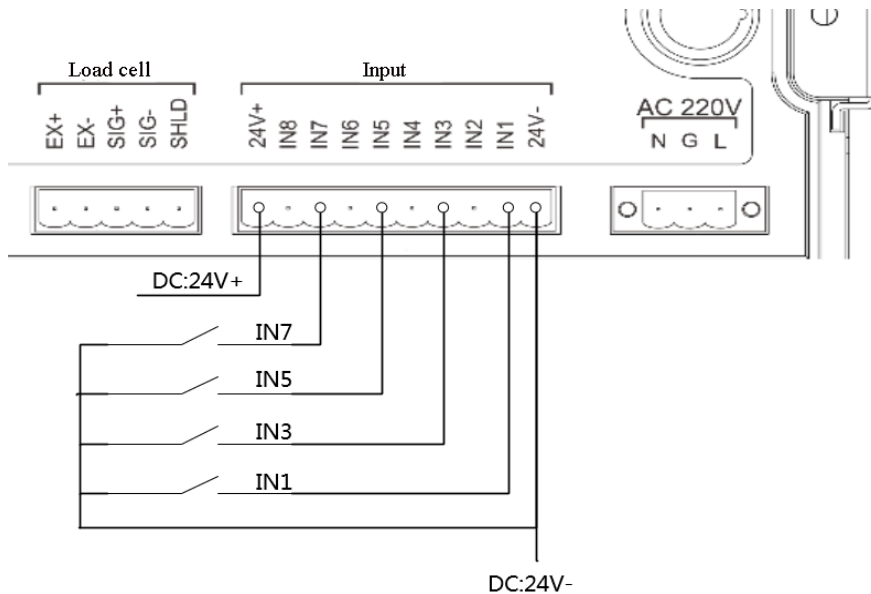 Load cell
Input
EX+
EX-
SIG+
SIG-
SHLD
24V+
IN8
IN7
IN6
IN5
IN4
IN3
IN2
IN1
24V-
AC 220V
N G L
DC:24V+
IN7
IN5
IN3
IN1
DC:24V-